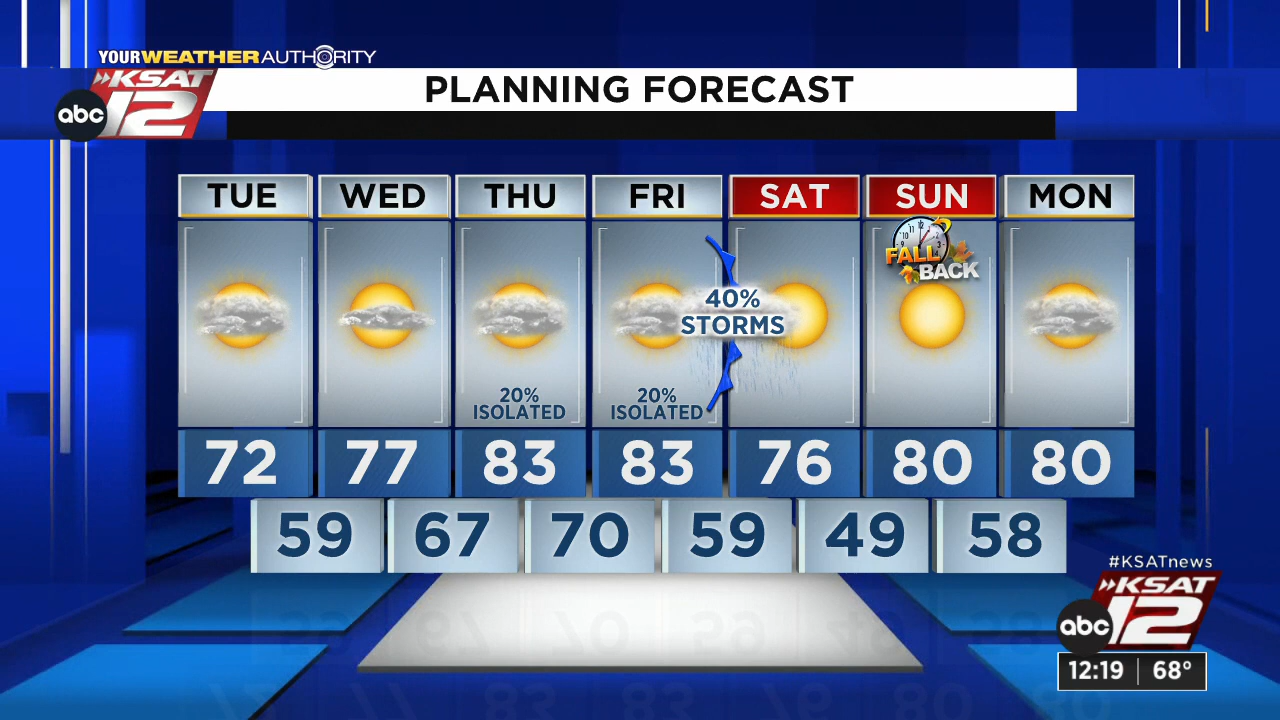 YOURWEATHERAUTHORITY
KSAT
abc 12
PLANNING FORECAST
TUE WED THU FRI SAT SUN MON
FALL
BACK
40%
STORMS
20% 20%
ISOLATED ISOLATED
72 77 83 83 76 80 80
59 67 70 59 49 58
#KSATnews
KSAT
abc 12
12:19 68°